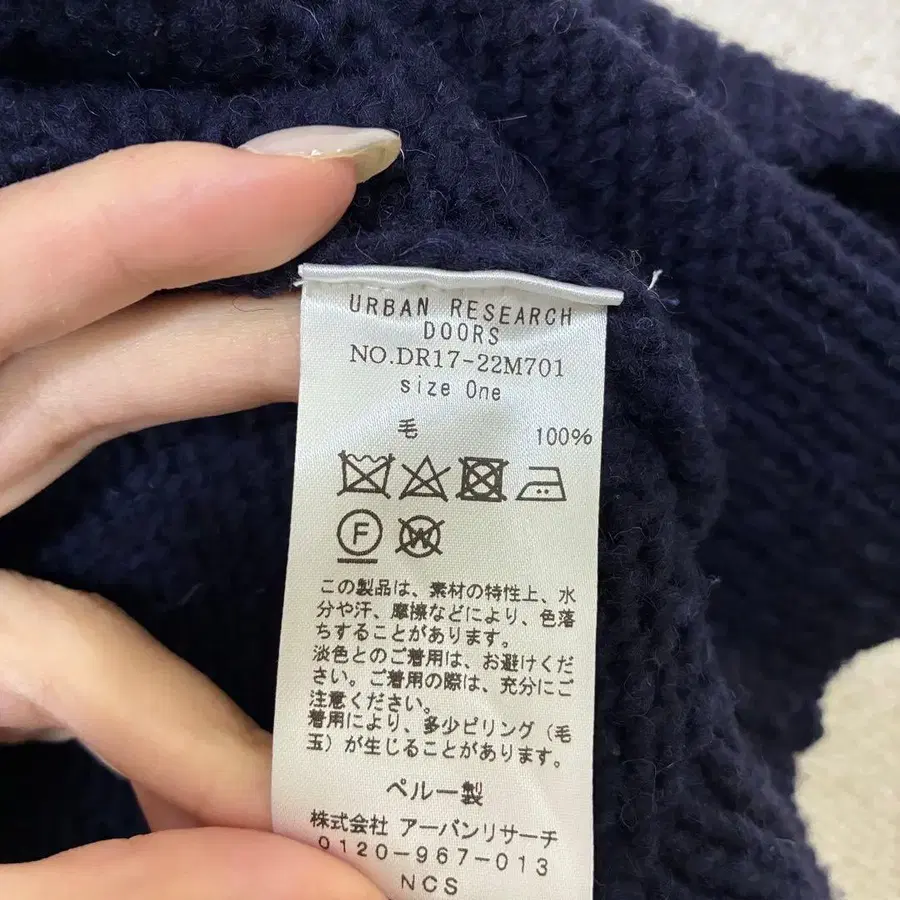 URBAN RESEARCH
DOORS
NO.DR17-22M701
size One
毛 100%
F W
この製品は、素材の特性上、水
分や汗、摩擦などにより、色落
ちすることがあります。
淡色とのご着用は、お避けくだ
さい。ご着用の際は、充分にご
注意ください。
着用により、多少ピリング（毛
玉）が生じることがあります。
ペルー製
株式会社 アーバンリサーチ
0120-967-013
NCS